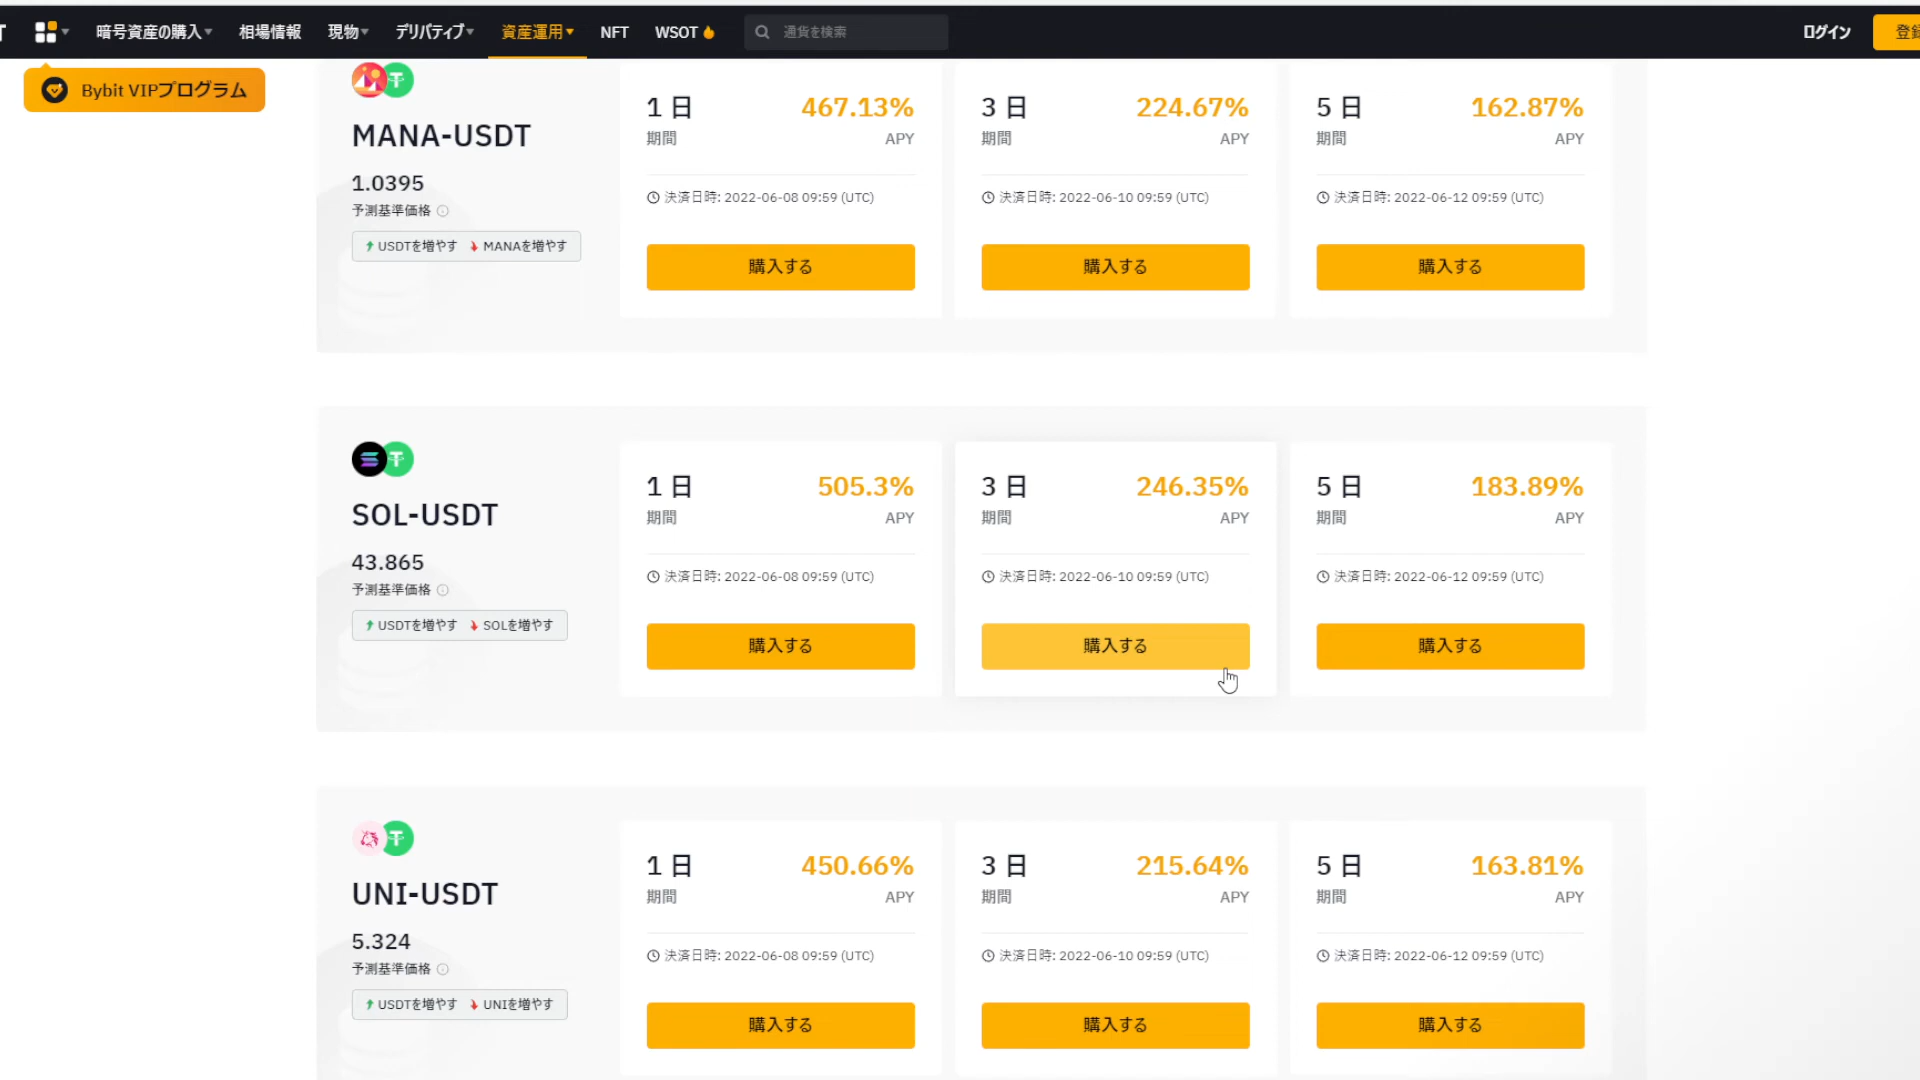 暗号資産の購入 相場情報 現物 デリバティブ 資産運用 NFT WSOT 通貨を検索 ログイン
Bybit VIPプログラム
MANA-USDT
1.0395
予測基準価格
USDTを増やす MANAを増やす
1 日 467.13%
期間 APY
決済日時: 2022-06-08 09:59 (UTC)
購入する
3 日 224.67%
期間 APY
決済日時: 2022-06-10 09:59 (UTC)
購入する
5 日 162.87%
期間 APY
決済日時: 2022-06-12 09:59 (UTC)
購入する
SOL-USDT
43.865
予測基準価格
USDTを増やす SOLを増やす
1 日 505.3%
期間 APY
決済日時: 2022-06-08 09:59 (UTC)
購入する
3 日 246.35%
期間 APY
決済日時: 2022-06-10 09:59 (UTC)
購入する
5 日 183.89%
期間 APY
決済日時: 2022-06-12 09:59 (UTC)
購入する
UNI-USDT
5.324
予測基準価格
USDTを増やす UNIを増やす
1 日 450.66%
期間 APY
決済日時: 2022-06-08 09:59 (UTC)
購入する
3 日 215.64%
期間 APY
決済日時: 2022-06-10 09:59 (UTC)
購入する
5 日 163.81%
期間 APY
決済日時: 2022-06-12 09:59 (UTC)
購入する